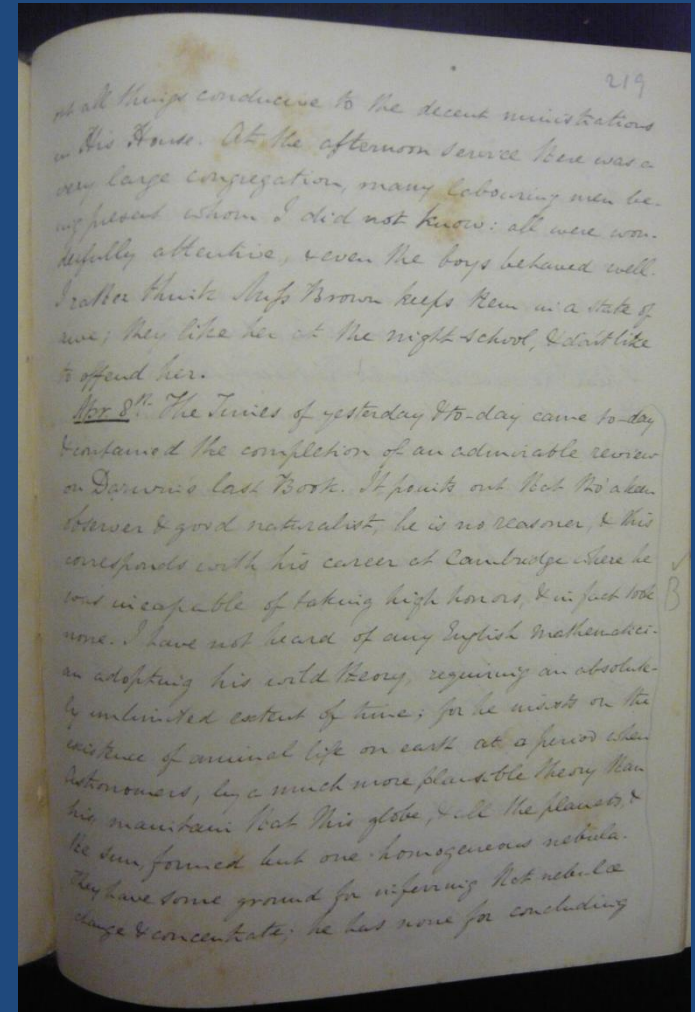 219
out all things conducive to the decent ministrations
in His House. At the afternoon service there was a
very large congregation, many labouring men be-
ing present whom I did not know: all were won-
derfully attentive, & even the boys behaved well.
I rather think Miss Brown keeps them in a state of
awe; they like her at the night school, & don't like
to offend her.
Apr. 8th. The Times of yesterday & to-day came to-day
& contained the completion of an admirable review
on Darwin's last Book. It points out that tho' a keen
observer & good naturalist, he is no reasoner, & this
corresponds with his career at Cambridge where he
was incapable of taking high honors, & in fact took
none. I have not heard of any English Mathematici-
an adopting his wild theory, requiring an absolute-
ly unlimited extent of time; for he insists on the
existence of animal life on earth at a period when
Astronomers, by a much more plausible theory than
his, maintain that this globe, & all the planets, &
the sun, formed but one homogeneous nebula.
They have some ground for inferring that nebulæ
change & concentrate; he has none for concluding
B